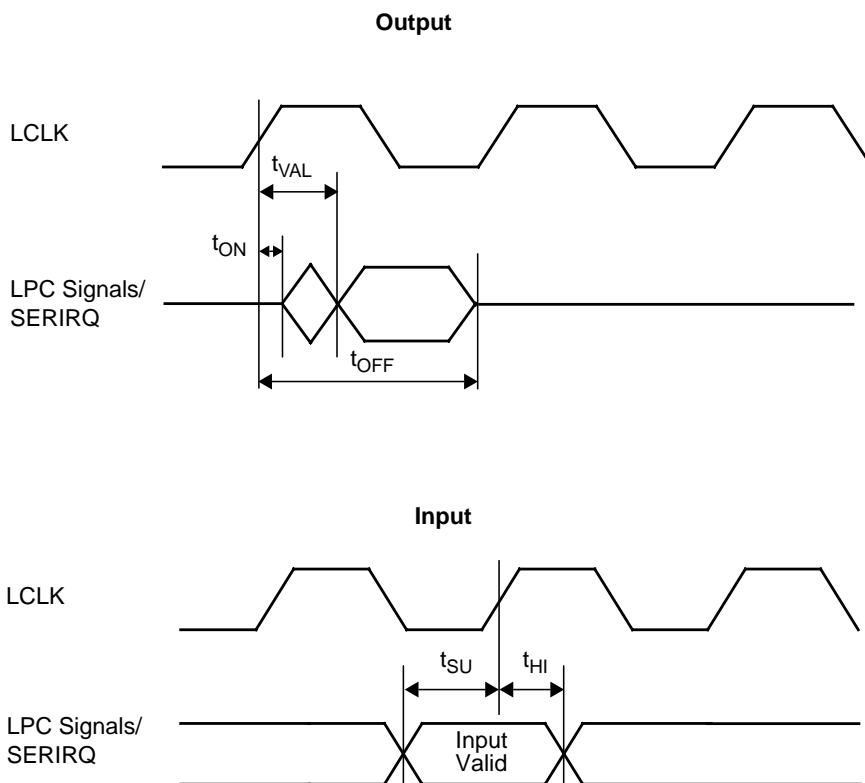 Output
LCLK
tVAL
tON
LPC Signals/
SERIRQ
tOFF
Input
LCLK
tSU
tHI
LPC Signals/
SERIRQ
Input
Valid